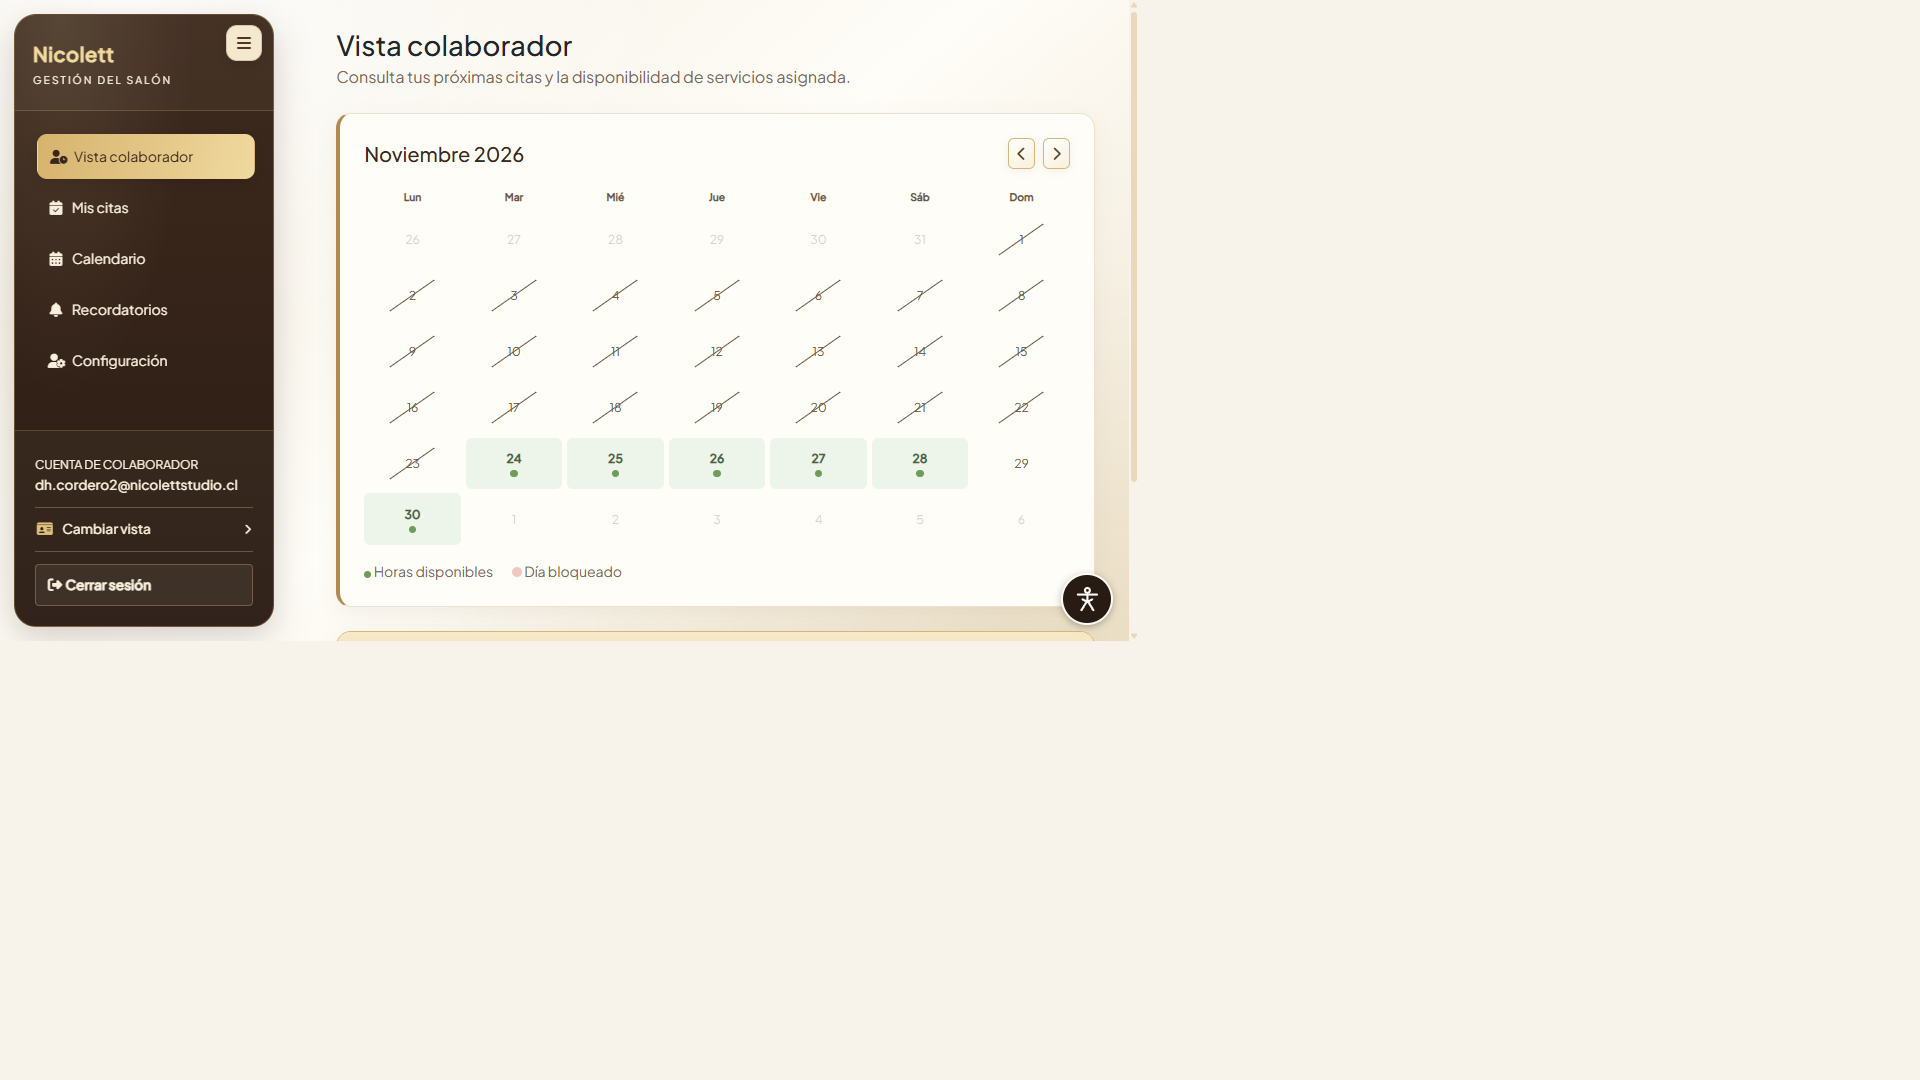 Nicolett
GESTIÓN DEL SALÓN
Vista colaborador
Mis citas
Calendario
Recordatorios
Configuración
CUENTA DE COLABORADOR
dh.cordero2@nicolettstudio.cl
Cambiar vista
Cerrar sesión
Vista colaborador
Consulta tus próximas citas y la disponibilidad de servicios asignada.
Noviembre 2026
Lun Mar Mié Jue Vie Sáb Dom
26 27 28 29 30 31 1
2 3 4 5 6 7 8
9 10 11 12 13 14 15
16 17 18 19 20 21 22
23 24 25 26 27 28 29
30 1 2 3 4 5 6
Horas disponibles Día bloqueado